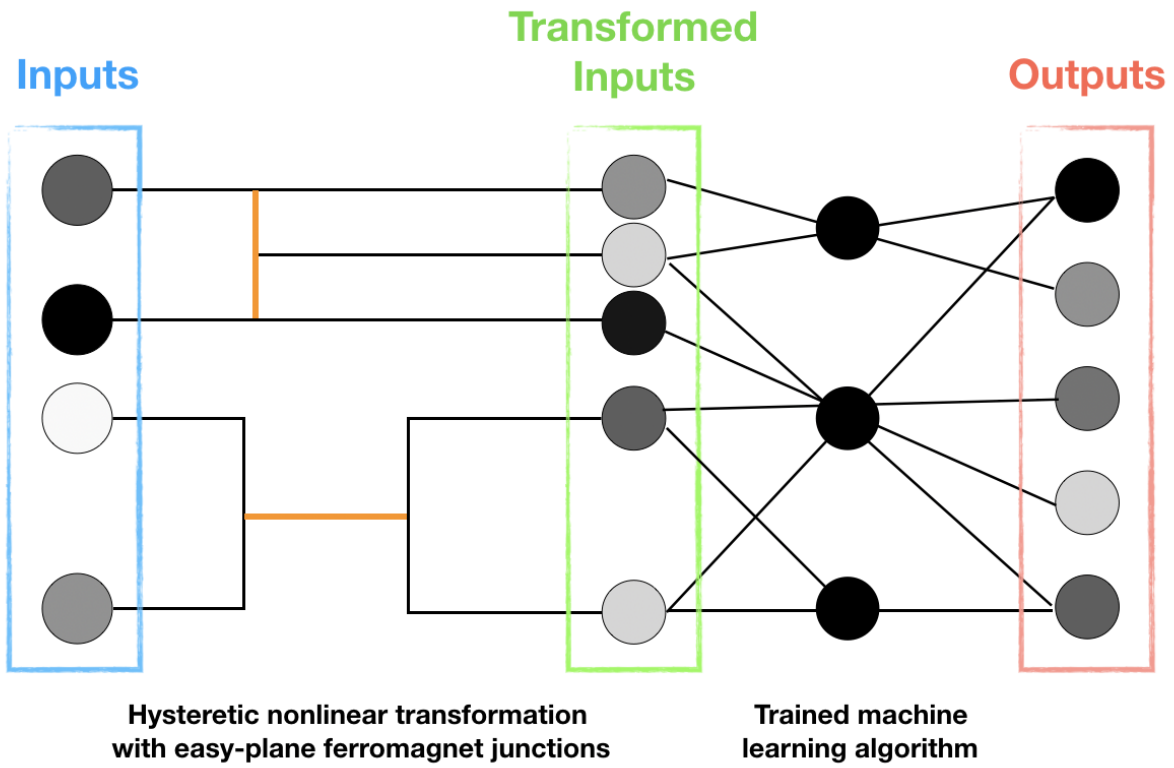 Inputs
Transformed
Inputs
Outputs
Hysteretic nonlinear transformation
with easy-plane ferromagnet junctions
Trained machine
learning algorithm